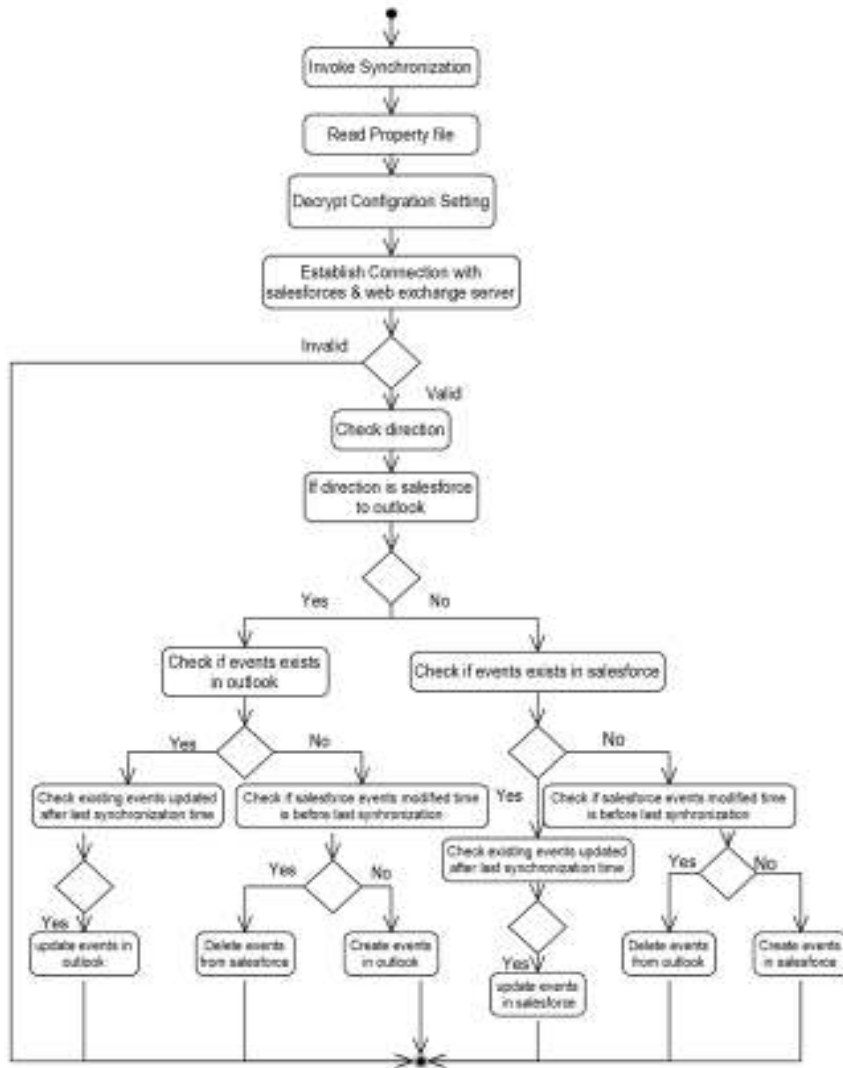 Invoke Synchronization
Read Property file
Decrypt Configration Setting
Establish Connection with
salesforces & web exchange server
Invalid
Valid
Check direction
If direction is salesforce
to outlook
Yes
No
Check if events exists
in outlook
Check if events exists in salesforce
Yes
No
No
Check existing events updated
after last synchronization time
Check if salesforce events modified time
is before last synhronization
Yes
Check if salesforce events modified time
is before last synhronization
Check existing events updated
after last synchronization time
Yes
No
Yes
No
Yes
update events in
outlook
Delete events
from salesforce
Create events
in outlook
Yes
update events
in salesforce
Delete events
from outlook
Create events
in salesforce